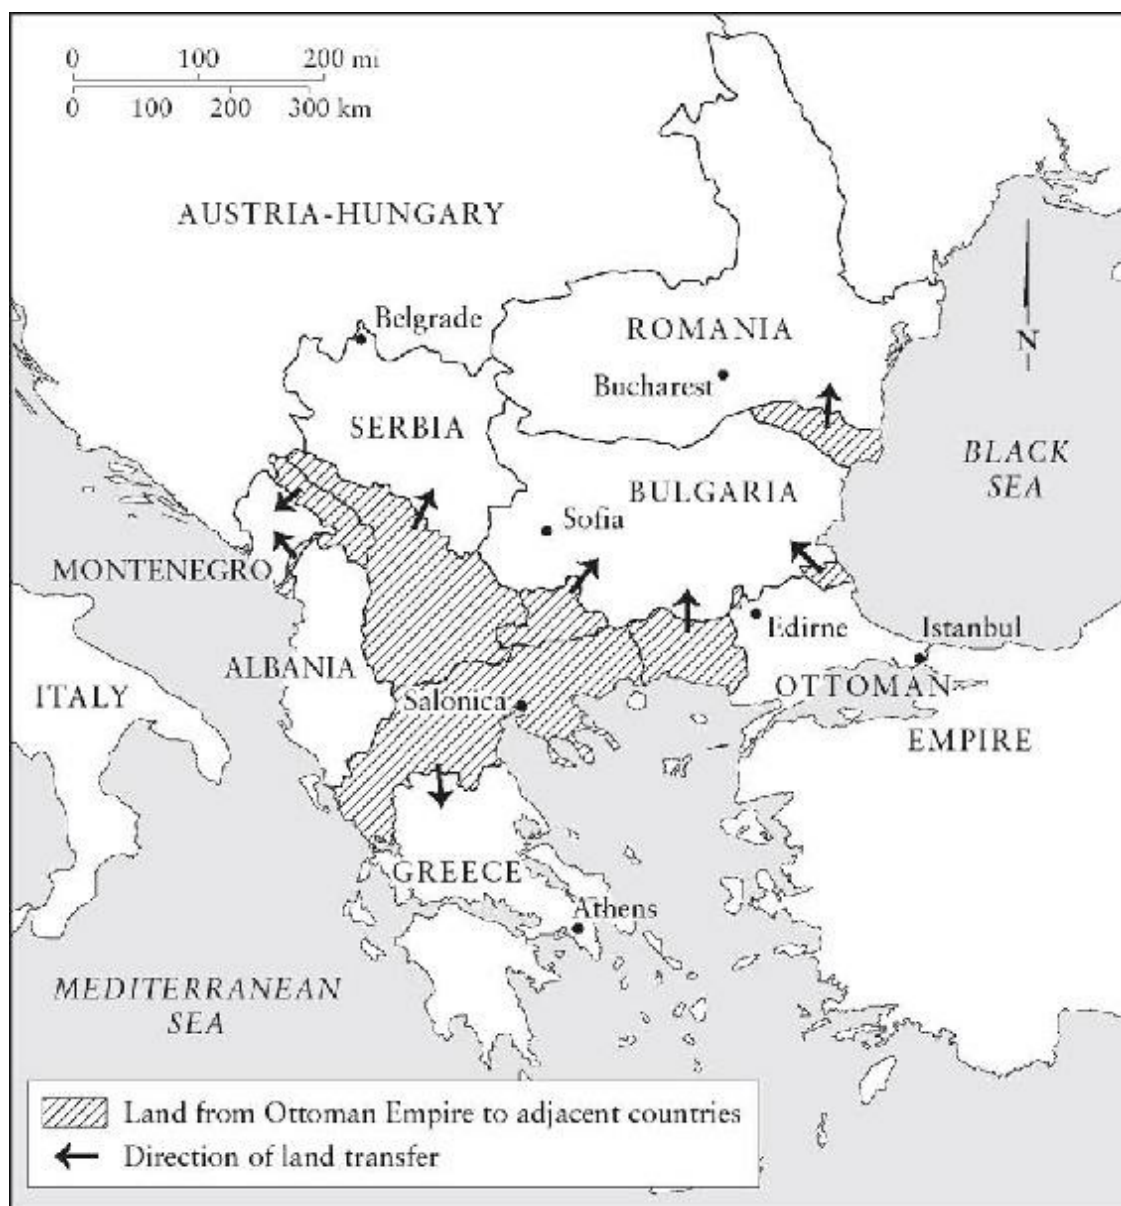 0 100 200 mi
0 100 200 300 km
AUSTRIA-HUNGARY
Belgrade
ROMANIA
N
Bucharest
SERBIA
BLACK
SEA
BULGARIA
Sofia
MONTENEGRO
Edirne
Istanbul
ALBANIA
ITALY
Salonica
OTTOMAN
EMPIRE
GREECE
Athens
MEDITERRANEAN
SEA
Land from Ottoman Empire to adjacent countries
Direction of land transfer